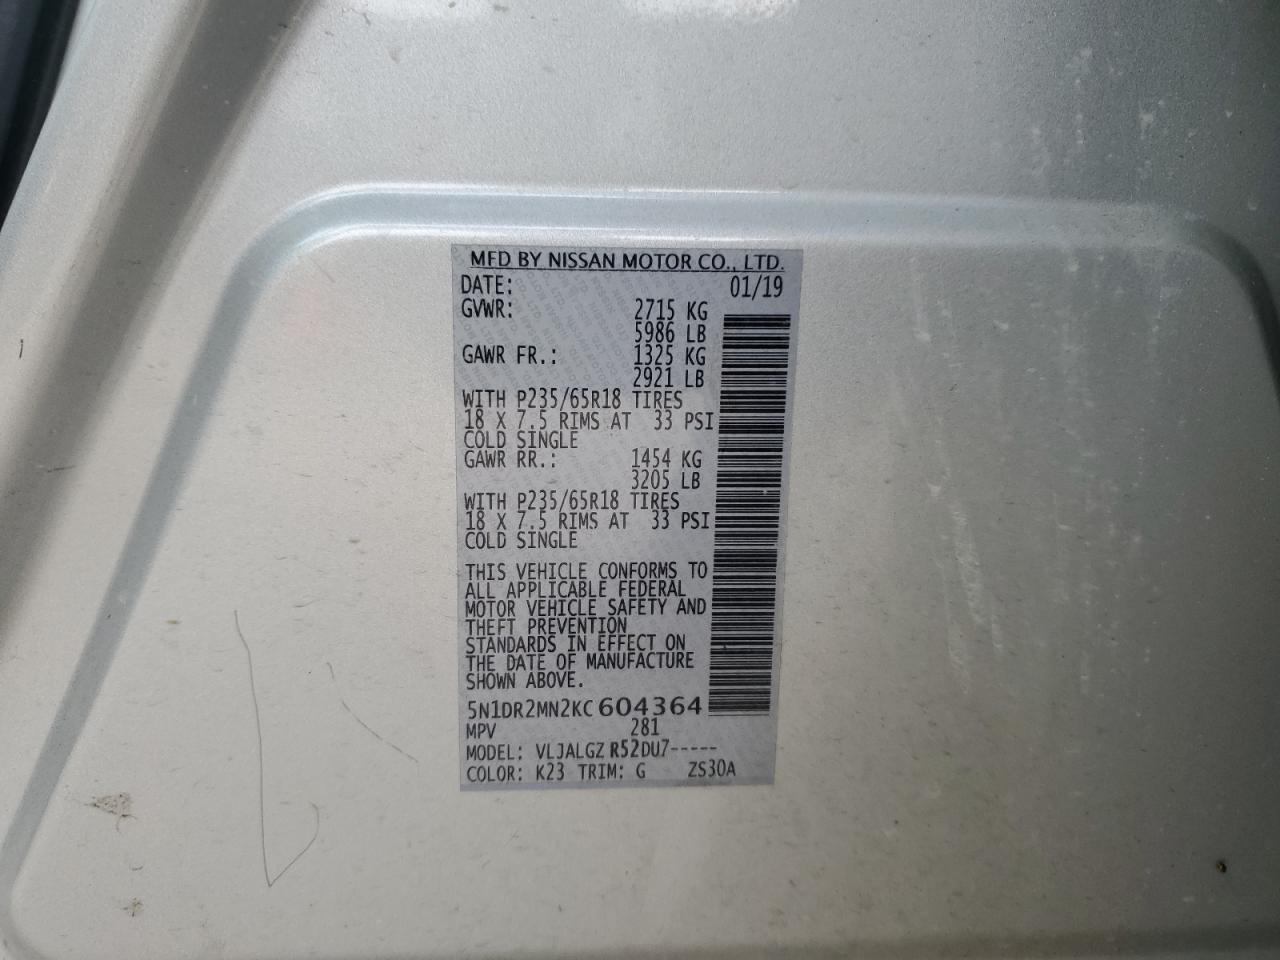 MFD BY NISSAN MOTOR CO., LTD.
DATE: 01/19
GVWR: 2715 KG
5986 LB
GAWR FR.: 1325 KG
2921 LB
WITH P235/65R18 TIRES
18 X 7.5 RIMS AT 33 PSI
COLD SINGLE
GAWR RR.: 1454 KG
3205 LB
WITH P235/65R18 TIRES
18 X 7.5 RIMS AT 33 PSI
COLD SINGLE
THIS VEHICLE CONFORMS TO
ALL APPLICABLE FEDERAL
MOTOR VEHICLE SAFETY AND
THEFT PREVENTION
STANDARDS IN EFFECT ON
THE DATE OF MANUFACTURE
SHOWN ABOVE.
5N1DR2MN2KC604364
MPV 281
MODEL: VLJALGZ R52DU7-----
COLOR: K23 TRIM: G ZS30A